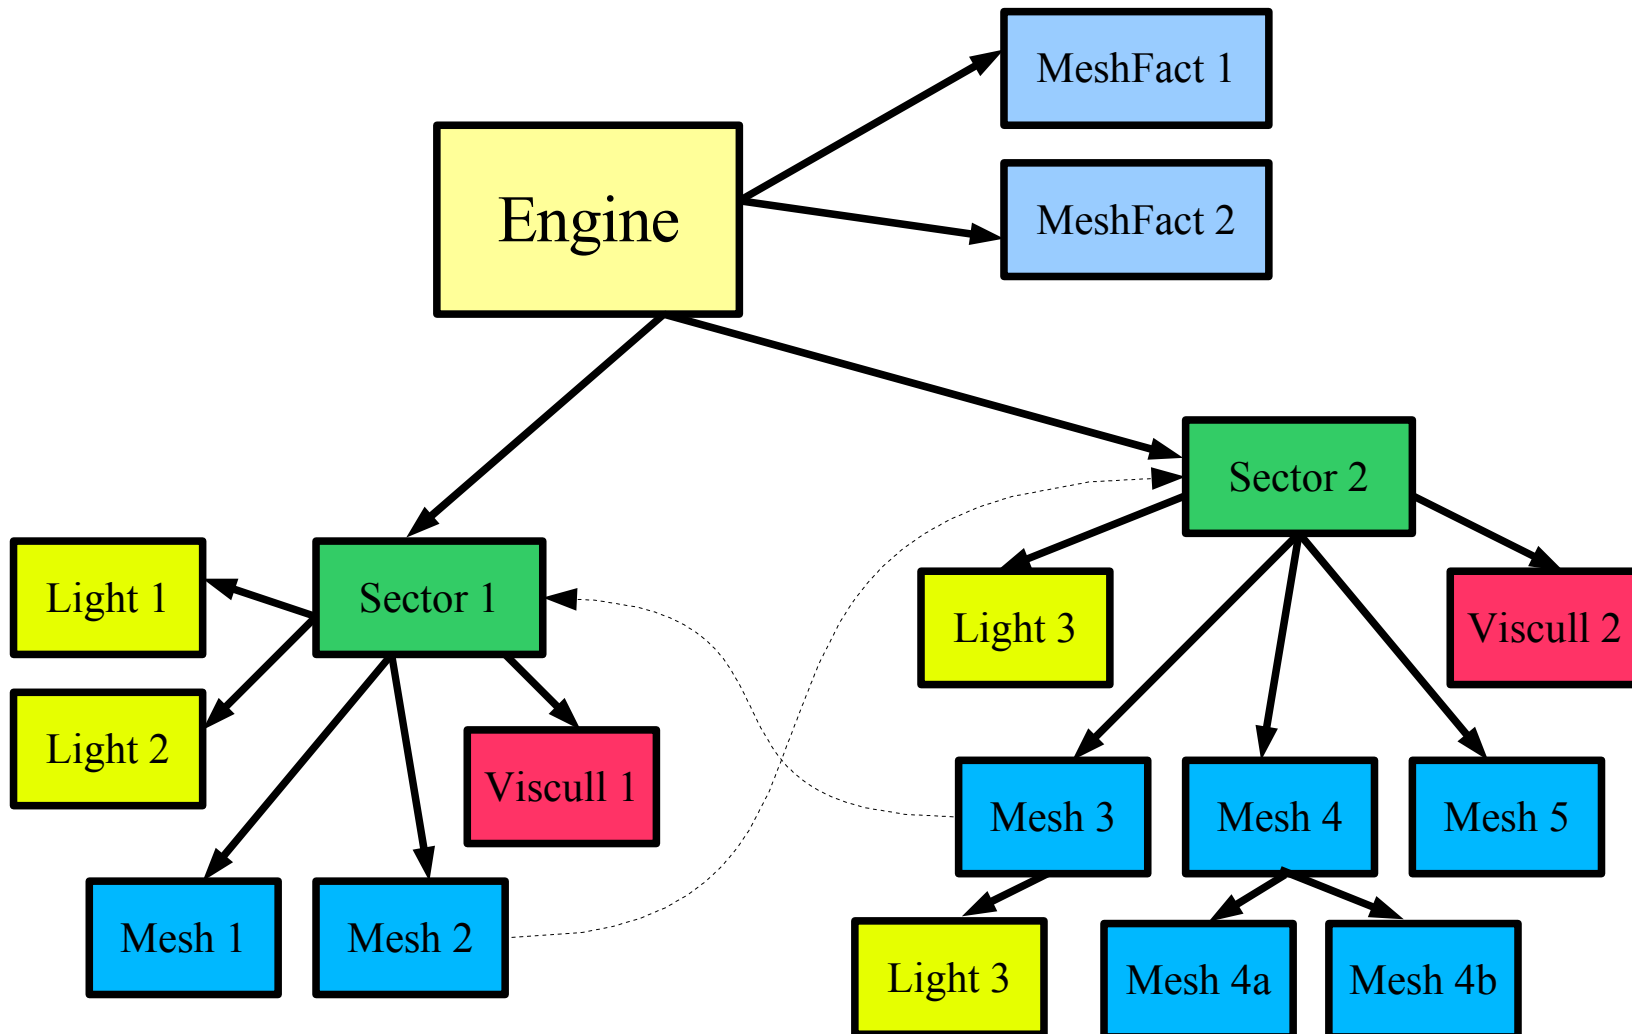 MeshFact 1
Engine
MeshFact 2
Sector 2
Light 1
Sector 1
Light 3
Viscull 2
Light 2
Viscull 1
Mesh 3
Mesh 4
Mesh 5
Mesh 1
Mesh 2
Light 3
Mesh 4a
Mesh 4b